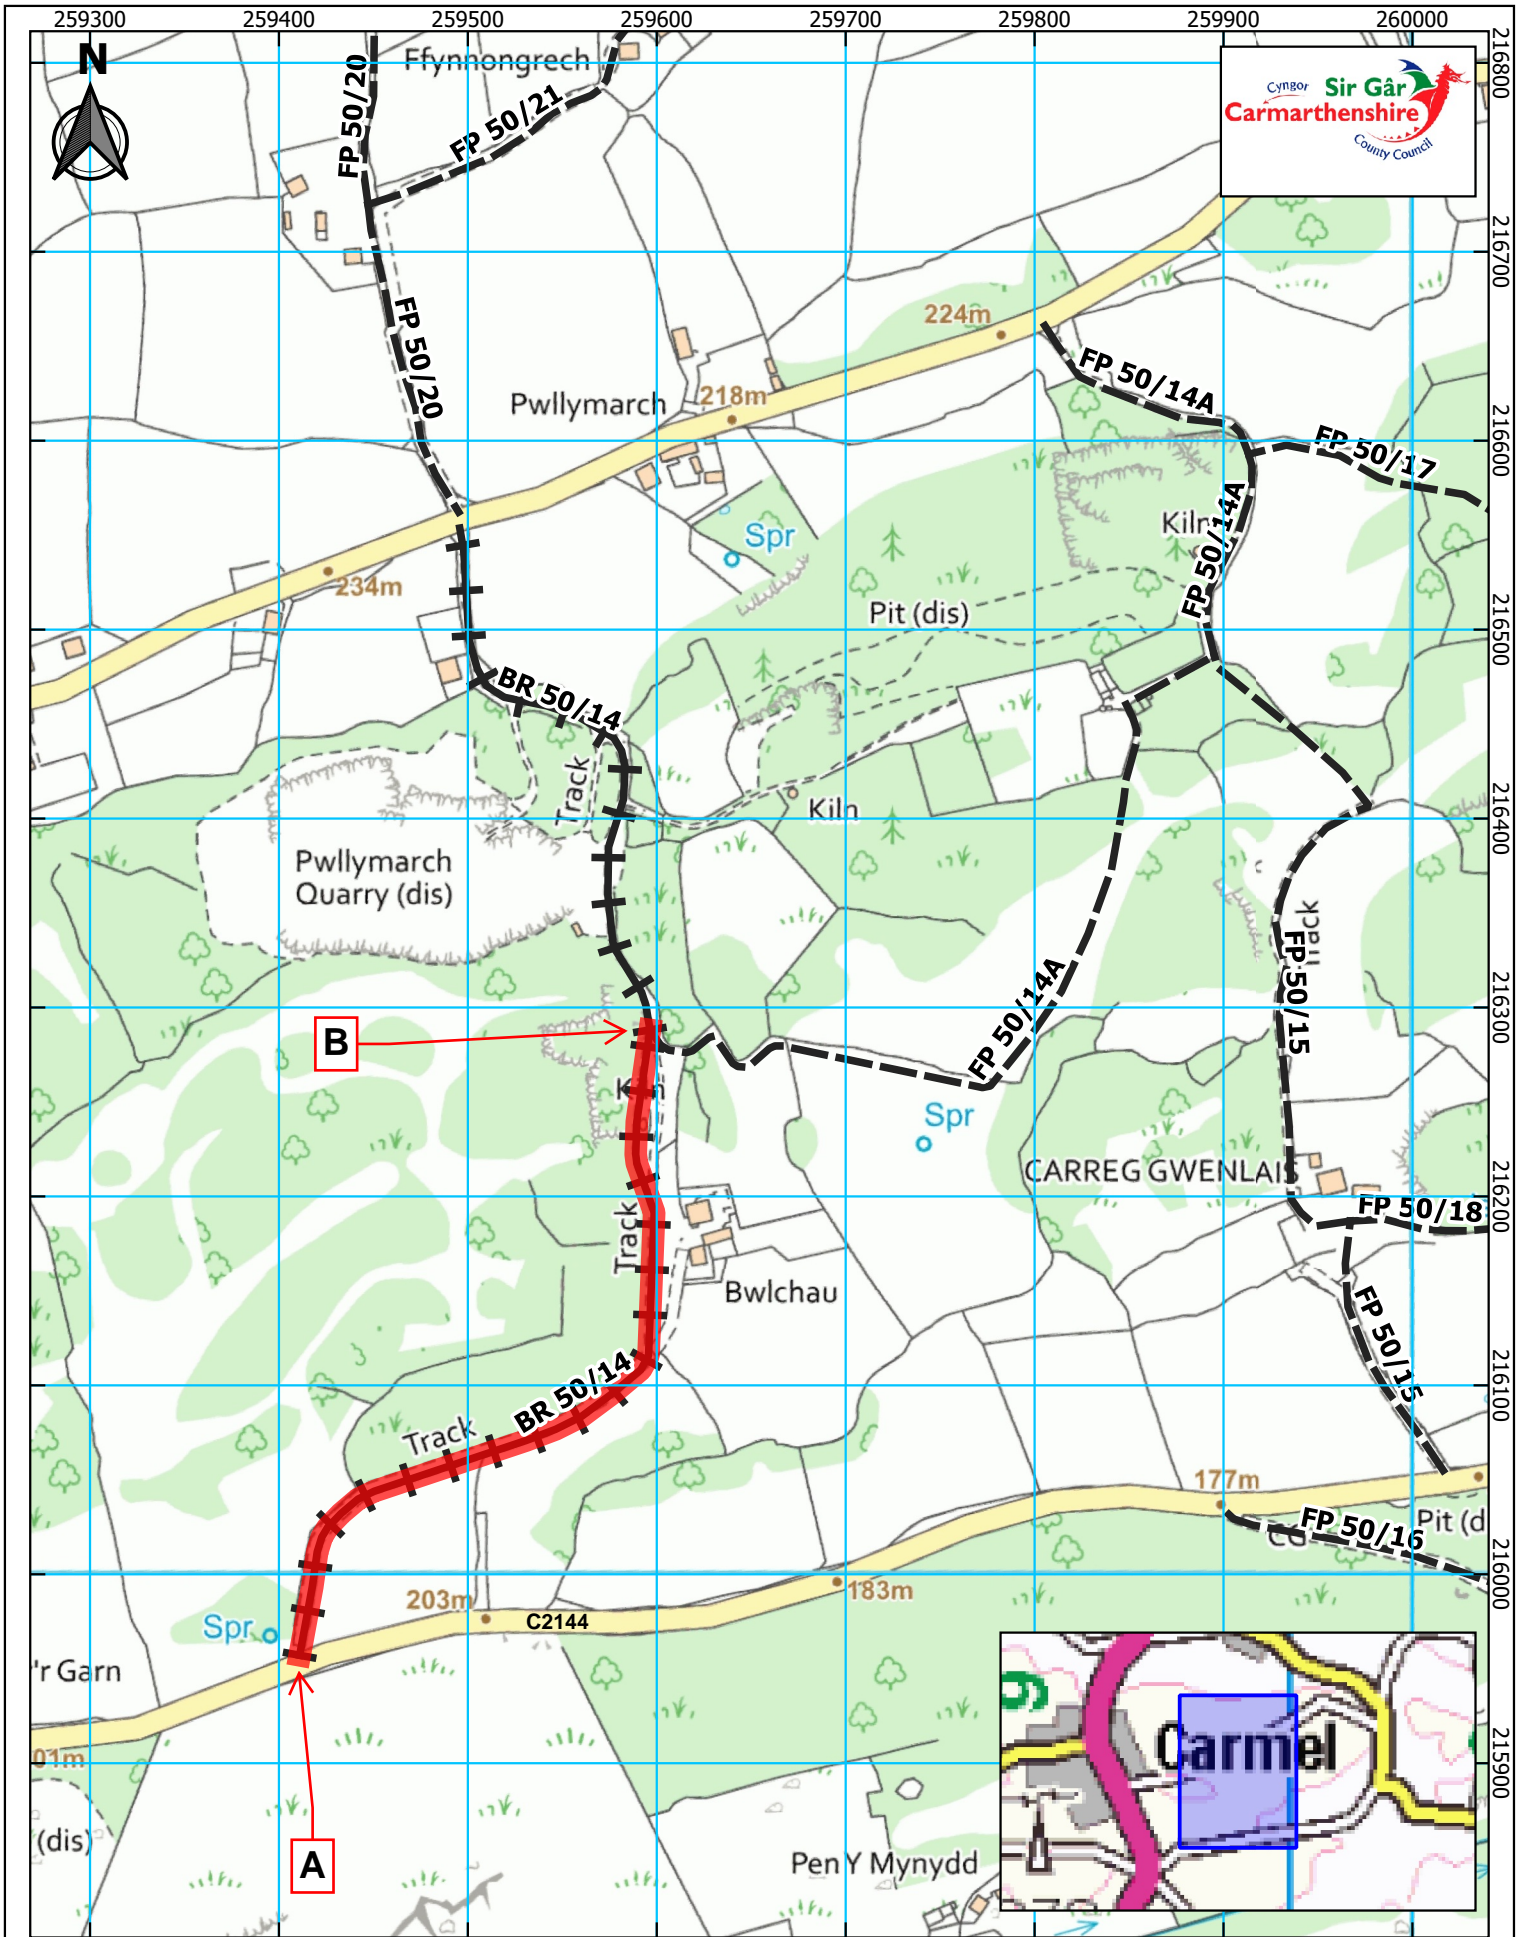 259300
259400
259500
259600
259700
259800
259900
260000
N
FP 50/20
Ffynnongrech
FP 50/21
Cyngor
Sir Gâr
Carmarthenshire
County Council
216800
216700
FP 50/20
224m
FP 50/14A
Pwllymarch
218m
216600
FP 50/17
Kiln
FP 50/14A
Spr
234m
Pit (dis)
216500
BR 50/14
Track
Kiln
216400
Pwllymarch
Quarry (dis)
Track
FP 50/15
FP 50/14A
216300
B
Kiln
Spr
CARREG GWENLAIS
216200
FP 50/18
Track
Bwlchau
FP 50/15
BR 50/14
216100
Track
177m
FP 50/16
Pit (d
CG
216000
183m
203m
C2144
Spr
'r Garn
01m
215900
Carmel
(dis)
A
Pen Y Mynydd
9